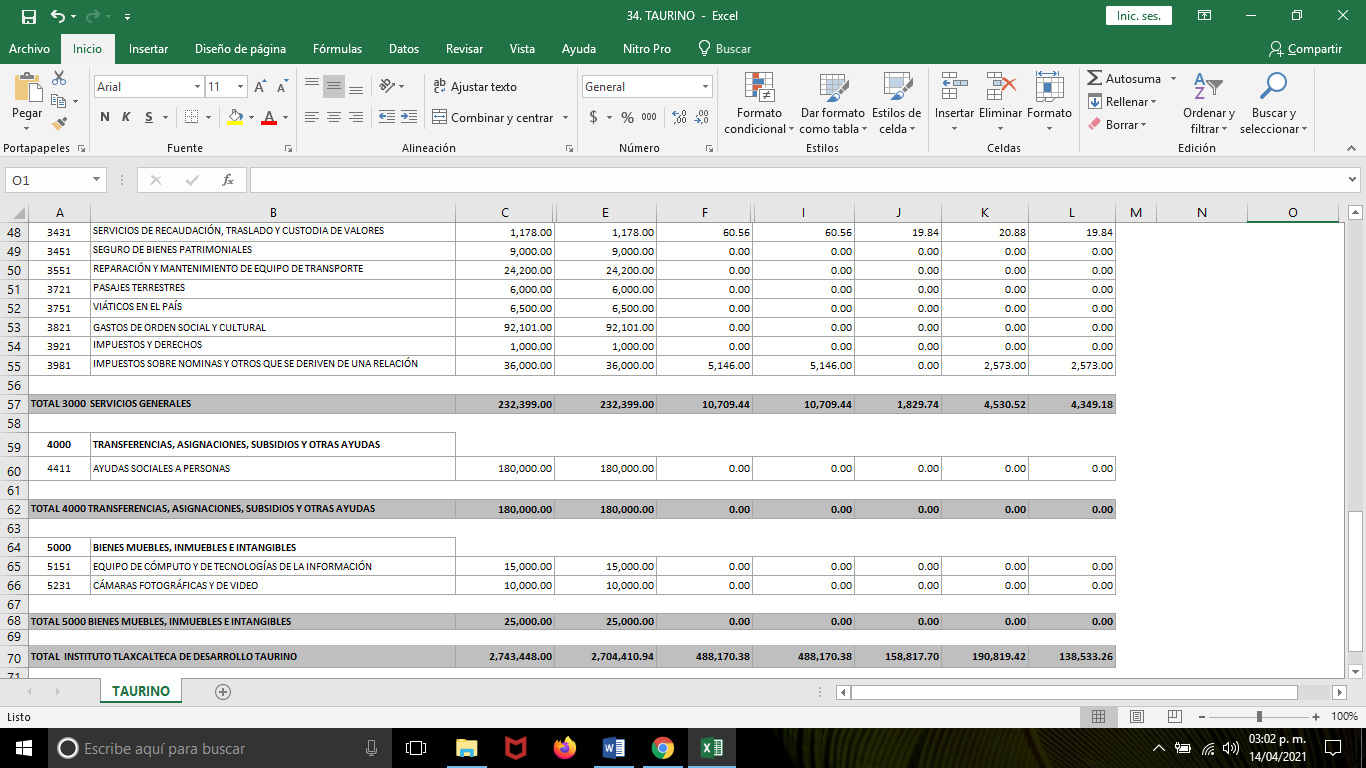 34. TAURINO - Excel
Inic. ses.
Archivo Inicio Insertar Diseño de página Fórmulas Datos Revisar Vista Ayuda Nitro Pro Buscar Compartir
Pegar
Arial 11
N K S
Ajustar texto
Combinar y centrar
General
$ % 000
Formato condicional
Dar formato como tabla
Estilos de celda
Insertar Eliminar Formato
Autosuma
Rellenar
Borrar
Ordenar y filtrar
Buscar y seleccionar
Portapapeles Fuente Alineación Número Estilos Celdas Edición
O1 fx
A B C E F I J K L M N O
48 3431 SERVICIOS DE RECAUDACIÓN, TRASLADO Y CUSTODIA DE VALORES 1,178.00 1,178.00 60.56 60.56 19.84 20.88 19.84
49 3451 SEGURO DE BIENES PATRIMONIALES 9,000.00 9,000.00 0.00 0.00 0.00 0.00 0.00
50 3551 REPARACIÓN Y MANTENIMIENTO DE EQUIPO DE TRANSPORTE 24,200.00 24,200.00 0.00 0.00 0.00 0.00 0.00
51 3721 PASAJES TERRESTRES 6,000.00 6,000.00 0.00 0.00 0.00 0.00 0.00
52 3751 VIÁTICOS EN EL PAÍS 6,500.00 6,500.00 0.00 0.00 0.00 0.00 0.00
53 3821 GASTOS DE ORDEN SOCIAL Y CULTURAL 92,101.00 92,101.00 0.00 0.00 0.00 0.00 0.00
54 3921 IMPUESTOS Y DERECHOS 1,000.00 1,000.00 0.00 0.00 0.00 0.00 0.00
55 3981 IMPUESTOS SOBRE NOMINAS Y OTROS QUE SE DERIVEN DE UNA RELACIÓN 36,000.00 36,000.00 5,146.00 5,146.00 0.00 2,573.00 2,573.00
56
57 TOTAL 3000 SERVICIOS GENERALES 232,399.00 232,399.00 10,709.44 10,709.44 1,829.74 4,530.52 4,349.18
58
59 4000 TRANSFERENCIAS, ASIGNACIONES, SUBSIDIOS Y OTRAS AYUDAS
60 4411 AYUDAS SOCIALES A PERSONAS 180,000.00 180,000.00 0.00 0.00 0.00 0.00 0.00
61
62 TOTAL 4000 TRANSFERENCIAS, ASIGNACIONES, SUBSIDIOS Y OTRAS AYUDAS 180,000.00 180,000.00 0.00 0.00 0.00 0.00 0.00
63
64 5000 BIENES MUEBLES, INMUEBLES E INTANGIBLES
65 5151 EQUIPO DE CÓMPUTO Y DE TECNOLOGÍAS DE LA INFORMACIÓN 15,000.00 15,000.00 0.00 0.00 0.00 0.00 0.00
66 5231 CÁMARAS FOTOGRÁFICAS Y DE VIDEO 10,000.00 10,000.00 0.00 0.00 0.00 0.00 0.00
67
68 TOTAL 5000 BIENES MUEBLES, INMUEBLES E INTANGIBLES 25,000.00 25,000.00 0.00 0.00 0.00 0.00 0.00
69
70 TOTAL INSTITUTO TLAXCALTECA DE DESARROLLO TAURINO 2,743,448.00 2,704,410.94 488,170.38 488,170.38 158,817.70 190,819.42 138,533.26
71
TAURINO
Listo 100%
Escribe aquí para buscar
03:02 p. m.
14/04/2021